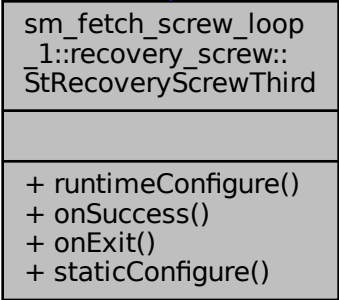 sm_fetch_screw_loop
_1::recovery_screw::
StRecoveryScrewThird
+ runtimeConfigure()
+ onSuccess()
+ onExit()
+ staticConfigure()